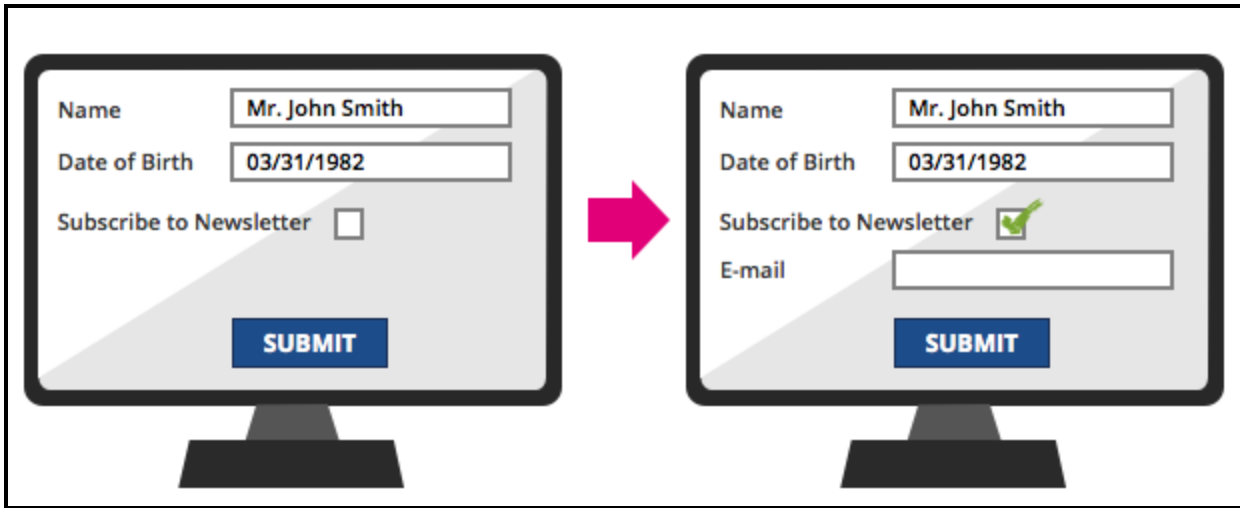 Name Mr. John Smith
Date of Birth 03/31/1982
Subscribe to Newsletter
SUBMIT
Name Mr. John Smith
Date of Birth 03/31/1982
Subscribe to Newsletter
E-mail
SUBMIT